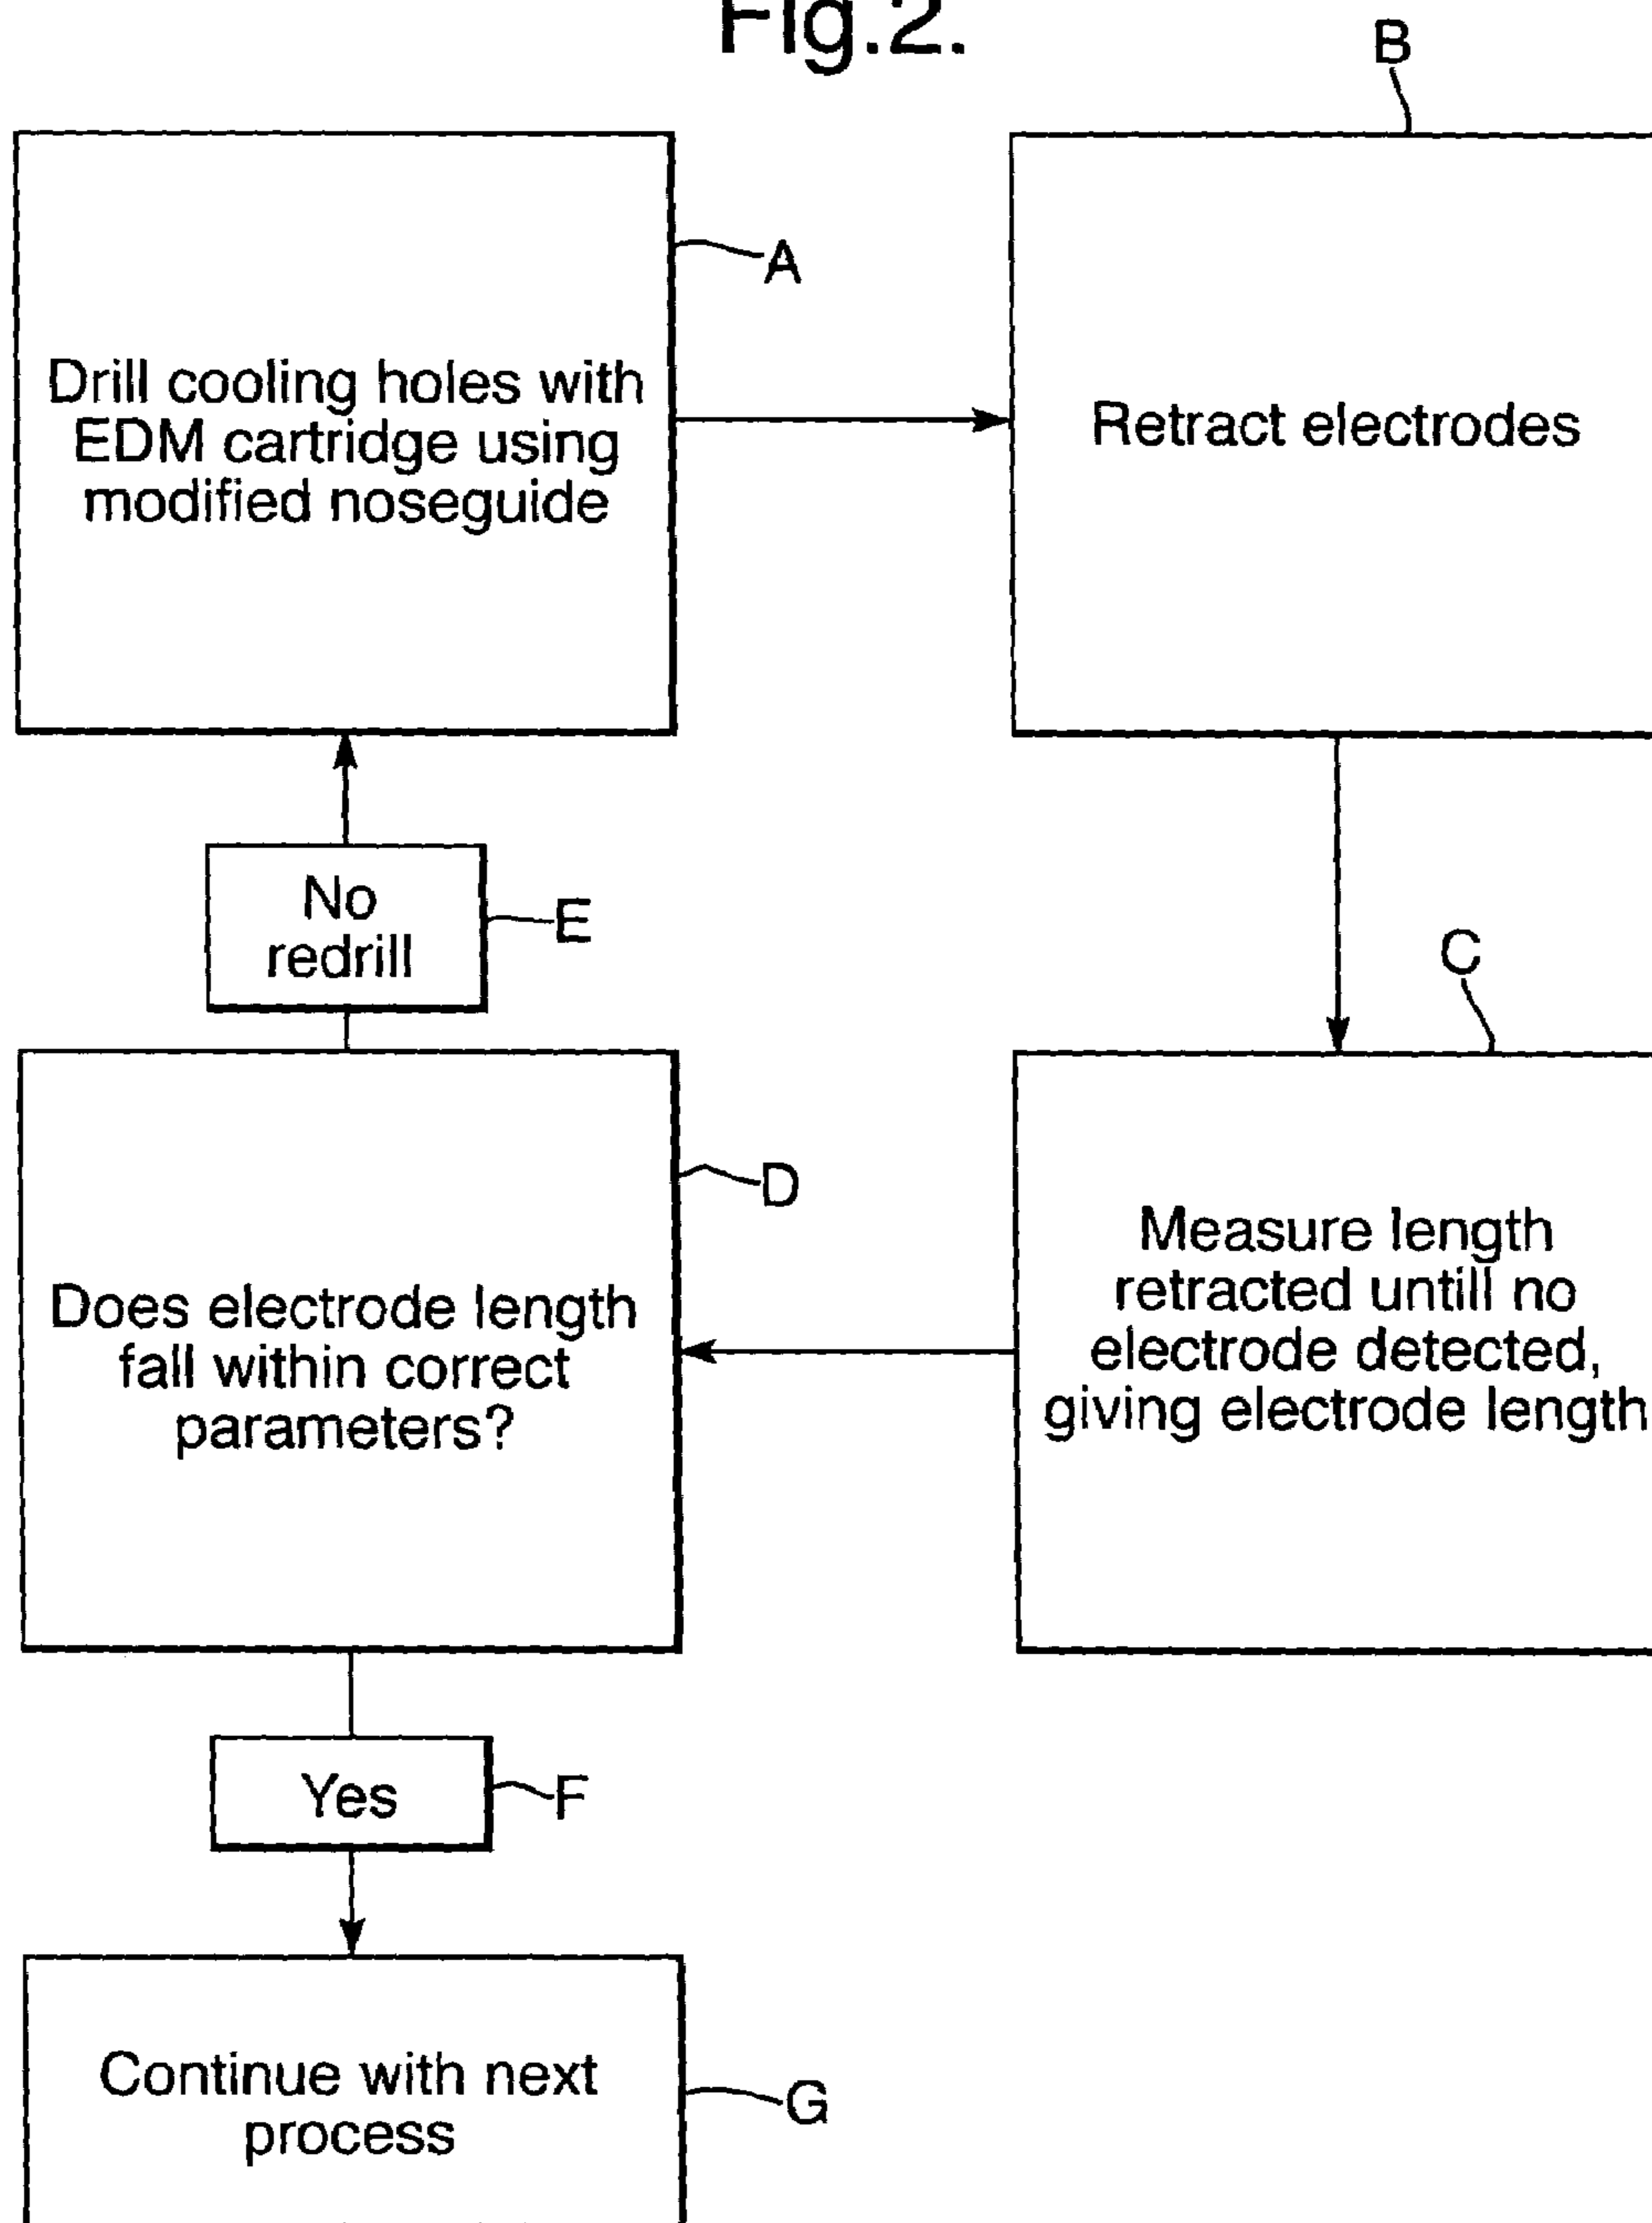 Fig.2.
B
A
Drill cooling holes with
EDM cartridge using
modified noseguide
Retract electrodes
No
redrill
E
C
D
Does electrode length
fall within correct
parameters?
Measure length
retracted untill no
electrode detected,
giving electrode length
Yes
F
Continue with next
process
G